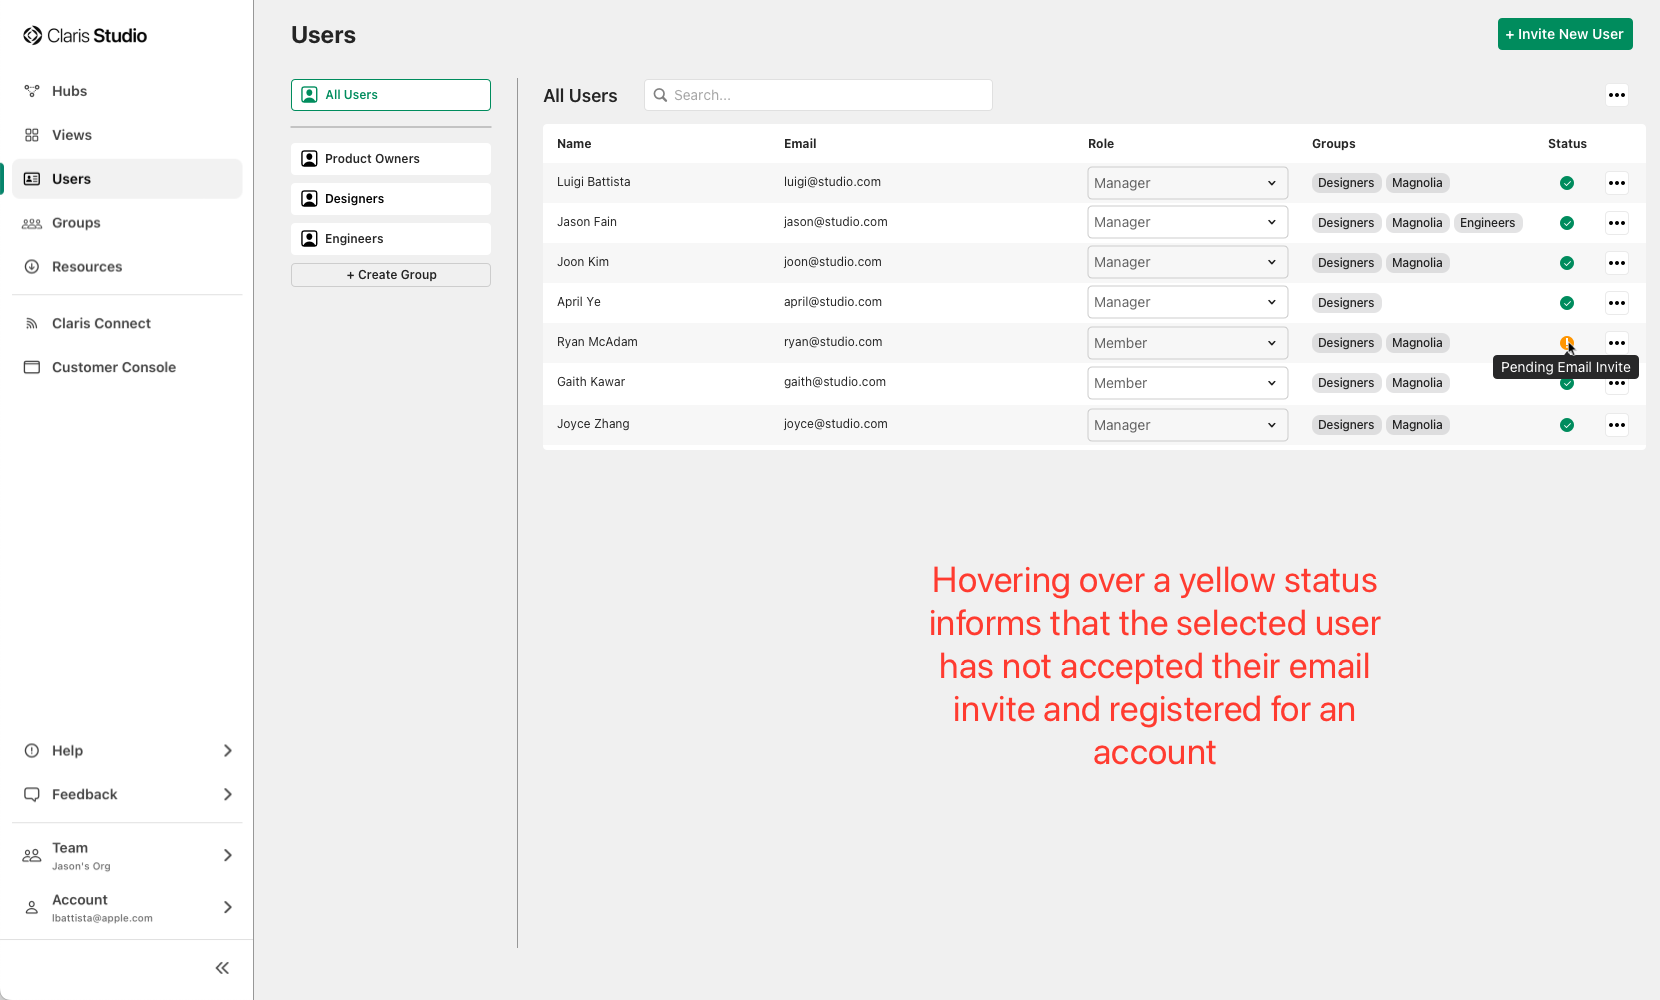 Claris Studio
Hubs
Views
Users
Groups
Resources
Claris Connect
Customer Console
Help
Feedback
Team
Jason's Org
Account
lbattista@apple.com
Users
+ Invite New User
All Users
Product Owners
Designers
Engineers
+ Create Group
All Users
Search...
Name Email Role Groups Status
Luigi Battista luigi@studio.com Manager Designers Magnolia
Jason Fain jason@studio.com Manager Designers Magnolia Engineers
Joon Kim joon@studio.com Manager Designers Magnolia
April Ye april@studio.com Manager Designers
Ryan McAdam ryan@studio.com Member Designers Magnolia
Pending Email Invite
Gaith Kawar gaith@studio.com Member Designers Magnolia
Joyce Zhang joyce@studio.com Manager Designers Magnolia
Hovering over a yellow status
informs that the selected user
has not accepted their email
invite and registered for an
account